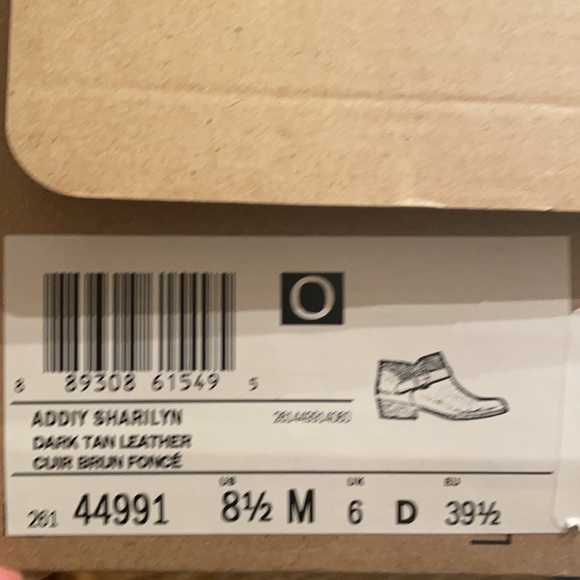 O
8 89308 61549 5
ADDIY SHARILYN
DARK TAN LEATHER
CUIR BRUN FONCÉ
US UK EU
261 44991 8½ M 6 D 39½